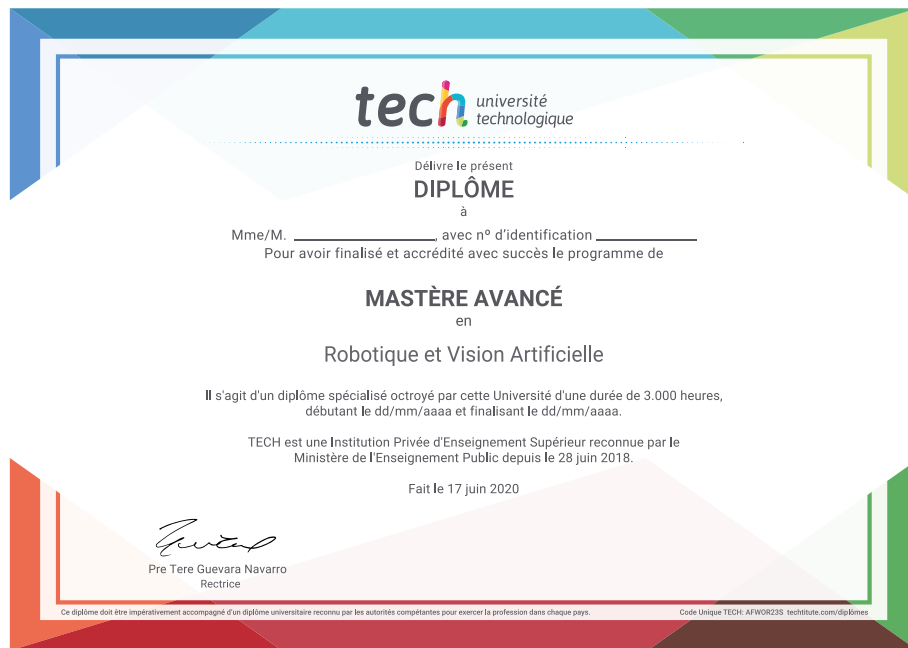 tech université
technologique
Délivre le présent
DIPLÔME
à
Mme/M. ____________, avec nº d'identification ____________
Pour avoir finalisé et accrédité avec succès le programme de
MASTÈRE AVANCÉ
en
Robotique et Vision Artificielle
Il s'agit d'un diplôme spécialisé octroyé par cette Université d'une durée de 3.000 heures,
débutant le dd/mm/aaaa et finalisant le dd/mm/aaaa.
TECH est une Institution Privée d'Enseignement Supérieur reconnue par le
Ministère de l'Enseignement Public depuis le 28 juin 2018.
Fait le 17 juin 2020
Pre Tere Guevara Navarro
Rectrice
Ce diplôme doit être impérativement accompagné d'un diplôme universitaire reconnu par les autorités compétantes pour exercer la profession dans chaque pays. Code Unique TECH: AFWOR23S techtitute.com/diplômes